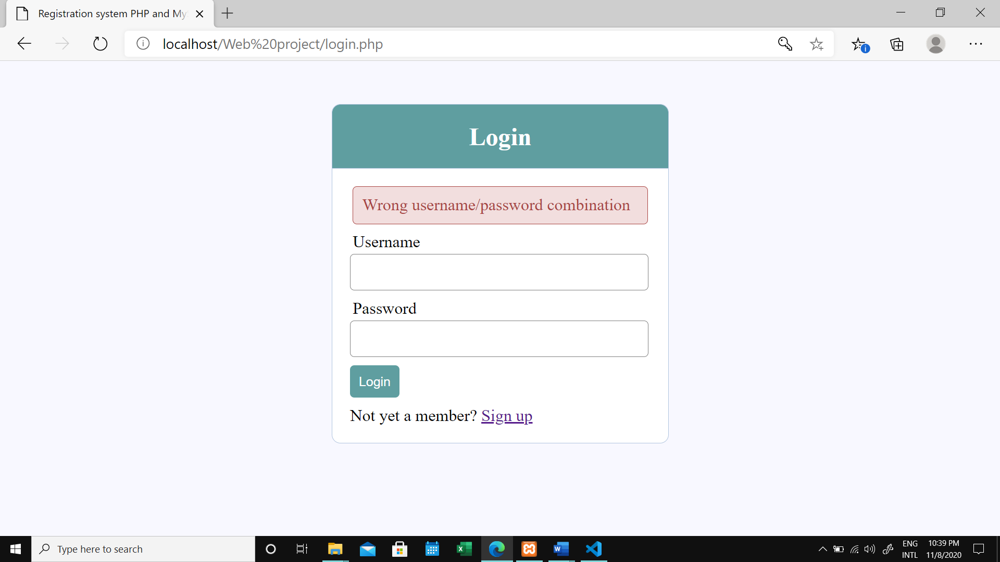 Registration system PHP and My
localhost/Web%20project/login.php
Login
Wrong username/password combination
Username
Password
Login
Not yet a member? Sign up
Type here to search
ENG
INTL
10:39 PM
11/8/2020